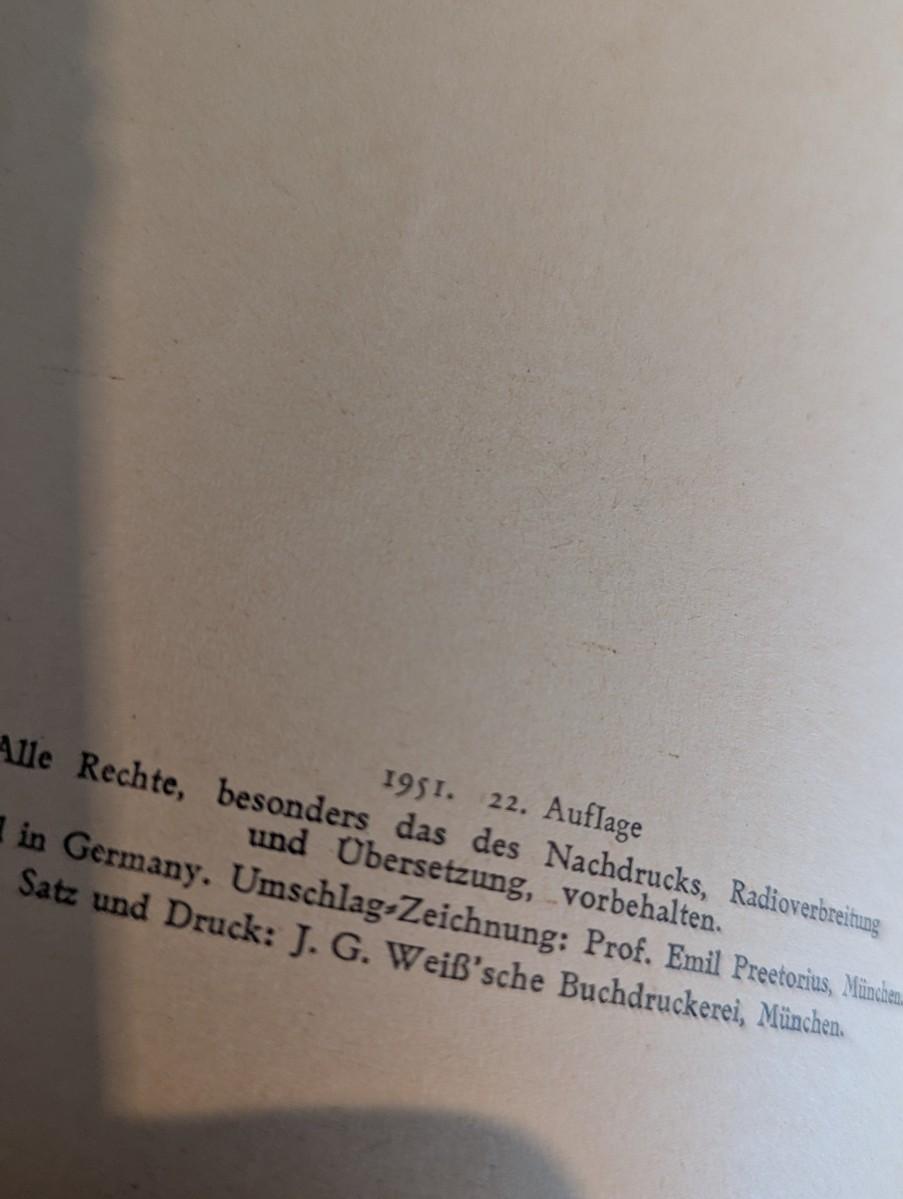 1951. 22. Auflage
Alle Rechte, besonders das des Nachdrucks, Radioverbreitung
und Übersetzung, vorbehalten.
in Germany. Umschlag-Zeichnung: Prof. Emil Preetorius, München.
Satz und Druck: J. G. Weiß'sche Buchdruckerei, München.